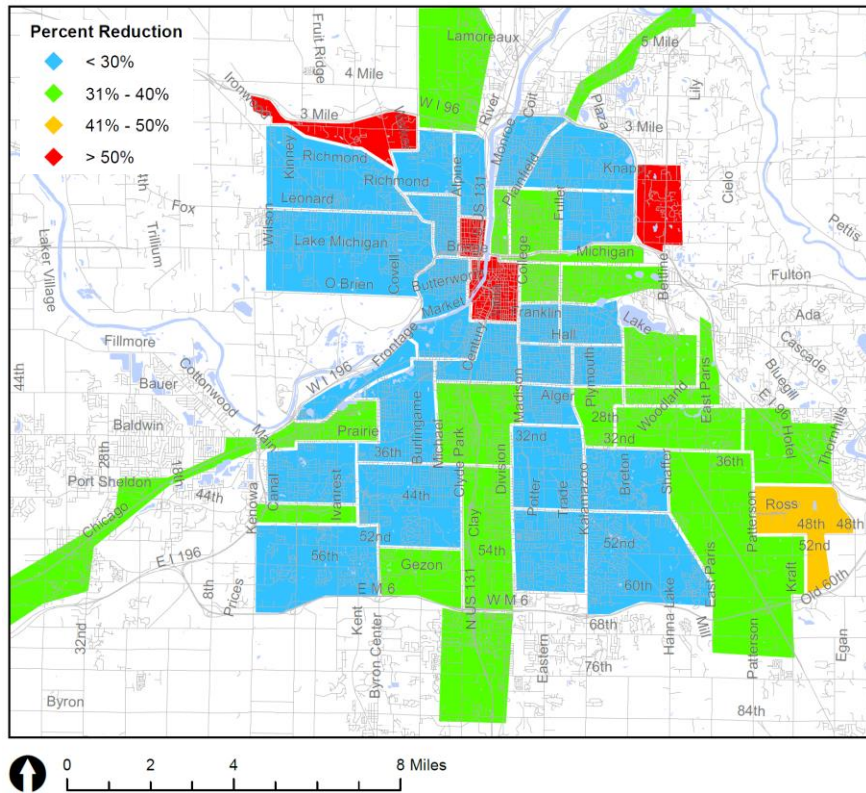 Percent Reduction
< 30%
31% - 40%
41% - 50%
> 50%
Fruit Ridge
Lamoreaux
5 Mile
4 Mile
Ironwood
W I 96
River
Coit
Plaza
Lily
3 Mile
3 Mile
Monroe
Kinney
Richmond
Richmond
Alpine
Plainfield
Knapp
Cielo
Leonard
Fox
Wilson
US 131
Fuller
Pettis
Laker Village
Trillium
Lake Michigan
Covell
Bridge
College
Michigan
Beltline
O'Brien
Butterworth
Fulton
Market
Franklin
Lake
Ada
Fillmore
Frontage
Century
Hall
Cascade
44th
Bauer
Cottonwood
W I 196
Madison
Plymouth
Bluegill
Alger
Woodland
East Paris
E I 96
Hotel
Baldwin
Main
Prairie
Burlingame
Michael
Clyde Park
28th
Thornhills
28th
18th
36th
Division
32nd
32nd
36th
Port Sheldon
44th
Kenowa
Canal
Ivanrest
44th
Potter
Trade
Kalamazoo
Breton
Shaffer
Patterson
Ross
48th
48th
Chicago
Clay
52nd
52nd
52nd
E I 196
56th
54th
East Paris
Kraft
8th
Prices
Gezon
60th
Old 60th
Kent
E M 6
W M 6
Hanna Lake
Mill
32nd
Byron Center
N US 131
68th
Patterson
Egan
Eastern
76th
Byron
84th
0 2 4 8 Miles